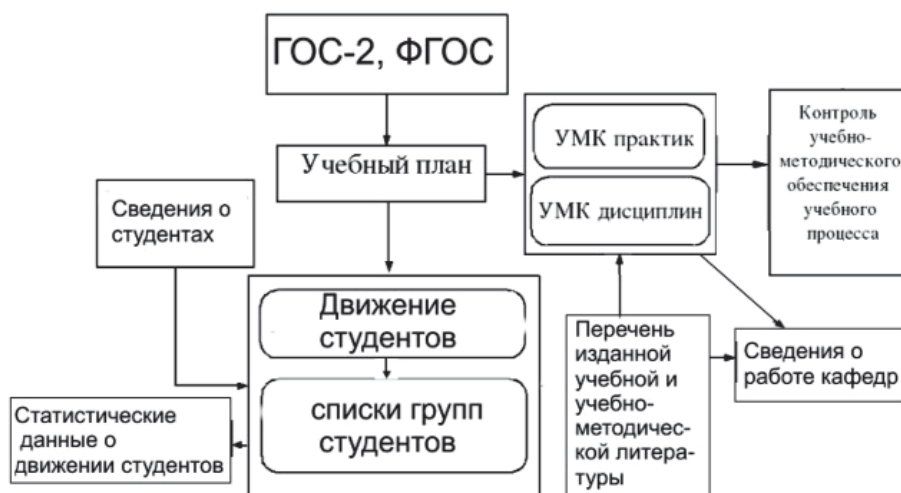 ГОС-2, ФГОС
УМК практик
УМК дисциплин
Контроль
учебно-
методического
обеспечения
учебного
процесса
Учебный план
Сведения о
студентах
Движение
студентов
списки групп
студентов
Статистические
данные о
движении студентов
Перечень
изданной
учебной и
учебно-
методичес-
кой литера-
туры
Сведения о
работе кафедр